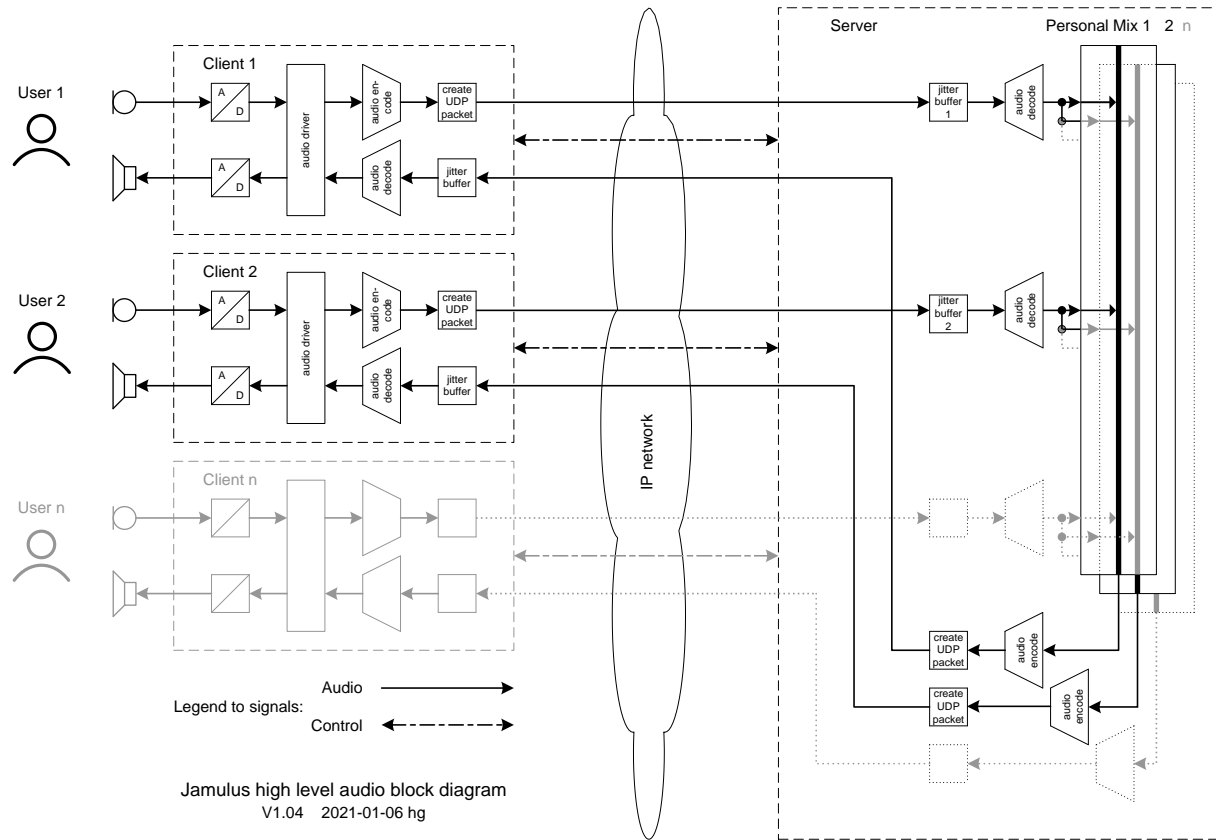 Server
Personal Mix 1 2 n
Client 1
User 1
A
D
audio driver
audio en-
code
create
UDP
packet
jitter
buffer
1
audio
decode
A
D
audio
decode
jitter
buffer
Client 2
User 2
A
D
audio driver
audio en-
code
create
UDP
packet
jitter
buffer
2
audio
decode
A
D
audio
decode
jitter
buffer
IP network
Client n
User n
create
UDP
packet
audio
encode
create
UDP
packet
audio
encode
Audio
Legend to signals:
Control
Jamulus high level audio block diagram
V1.04 2021-01-06 hg